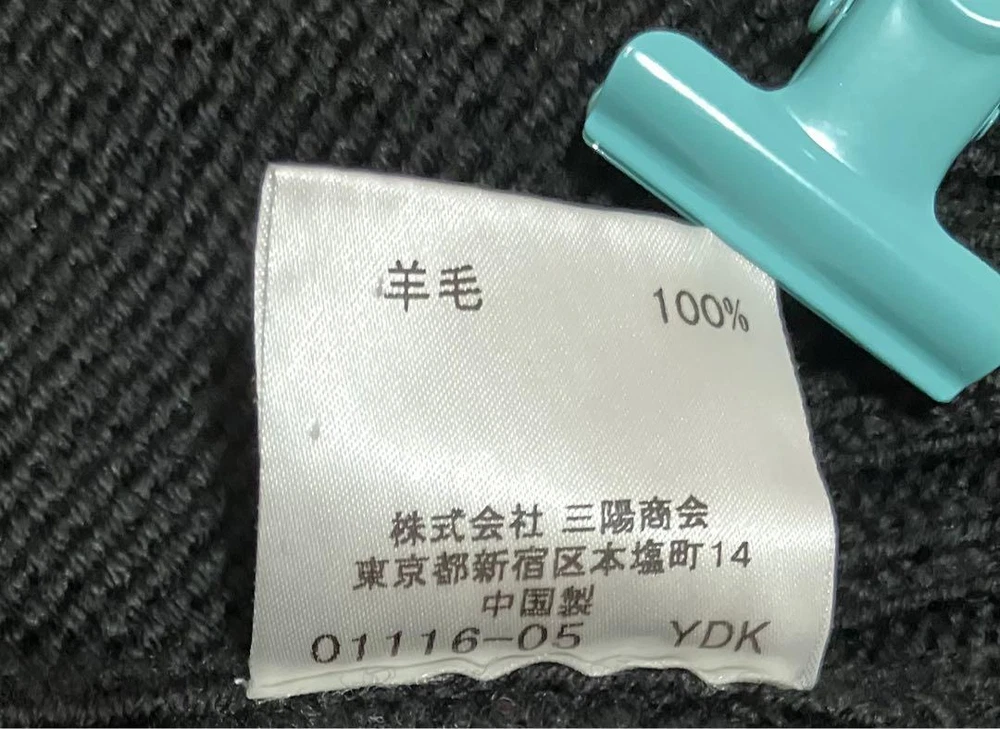 羊毛 100%
株式会社 三陽商会
東京都新宿区本塩町14
中国製
01116-05 YDK